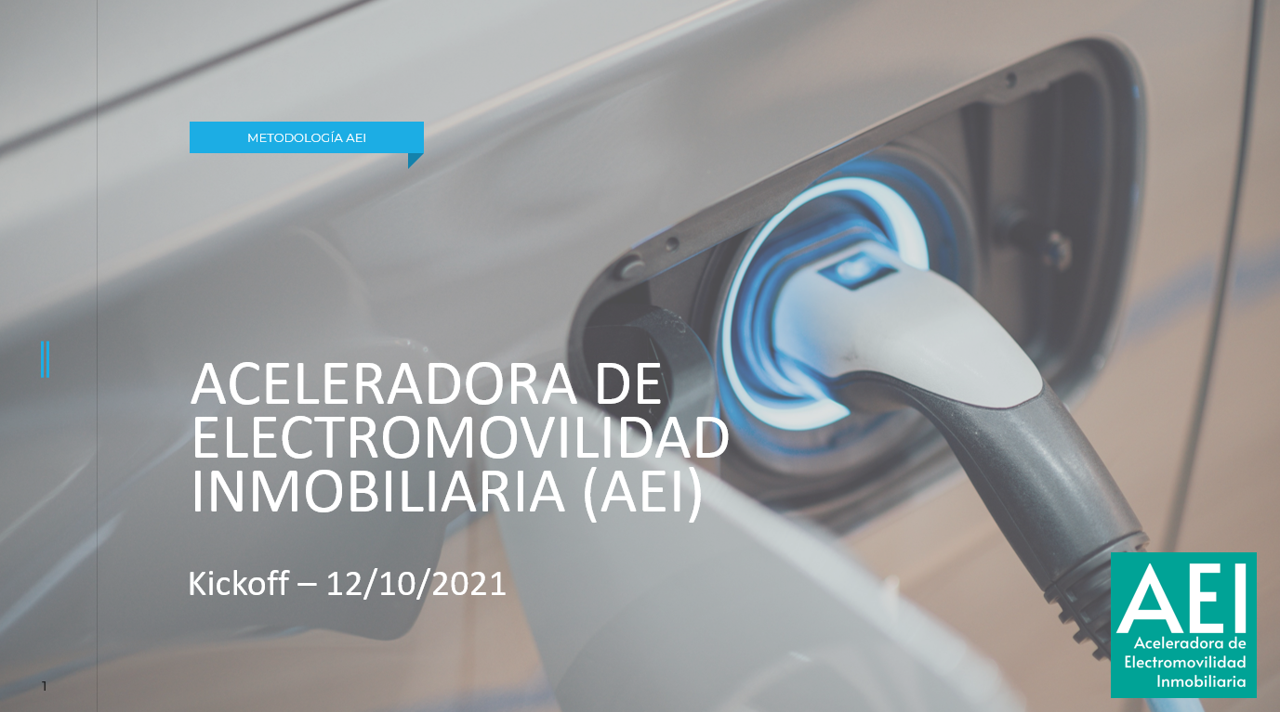 METODOLOGÍA AEI
ACELERADORA DE
ELECTROMOVILIDAD
INMOBILIARIA (AEI)
Kickoff – 12/10/2021
1
AEI
Aceleradora de
Electromovilidad
Inmobiliaria